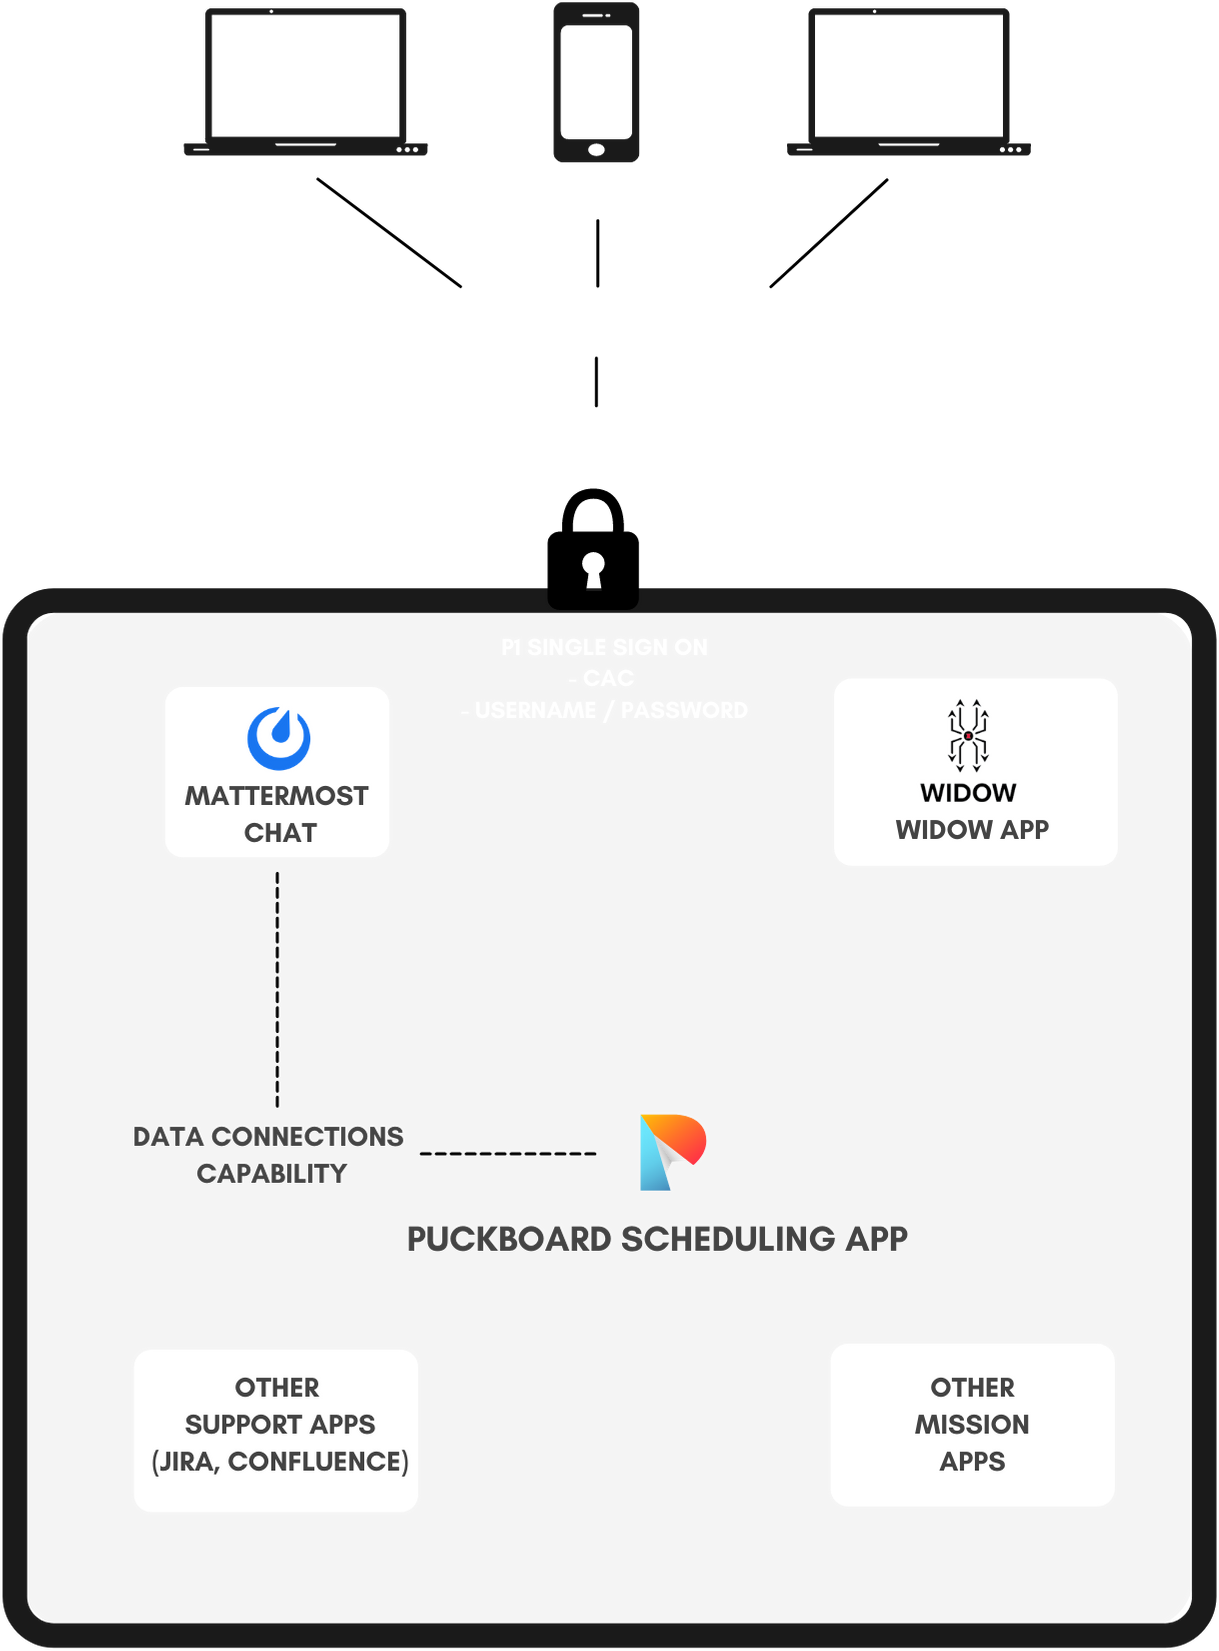 P1 SINGLE SIGN ON
- CAC
- USERNAME / PASSWORD
MATTERMOST
CHAT
WIDOW
WIDOW APP
DATA CONNECTIONS
CAPABILITY
PUCKBOARD SCHEDULING APP
OTHER
SUPPORT APPS
(JIRA, CONFLUENCE)
OTHER
MISSION
APPS